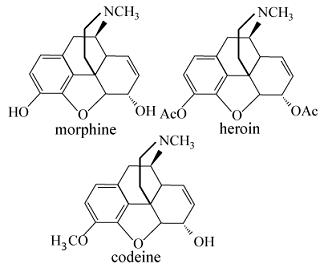 NCH3
NCH3
HO
O
OH
AcO
O
OAc
morphine
heroin
NCH3
H3CO
O
OH
codeine